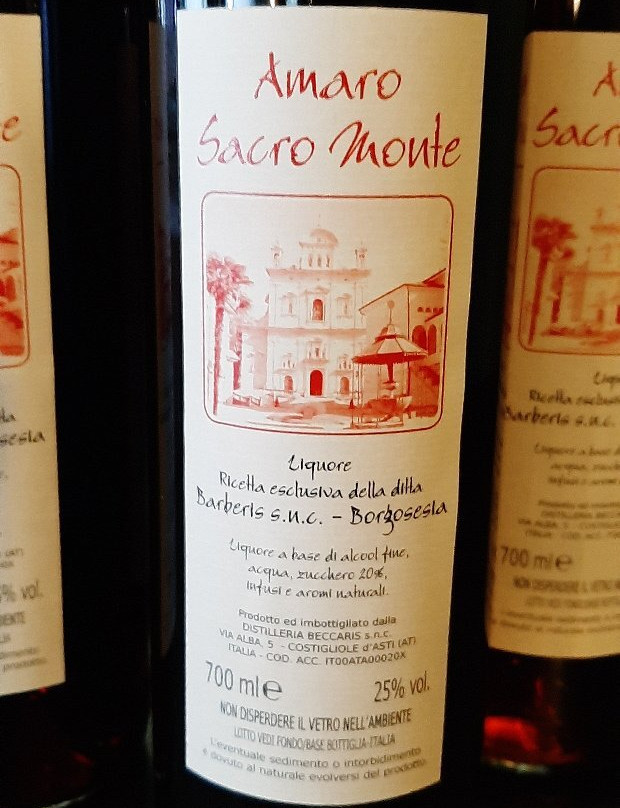 Amaro
Sacro Monte
Liquore
Ricetta esclusiva della ditta
Barberis s.n.c. - Borgosesia
Liquore a base di alcool fine,
acqua, zucchero 20%,
infusi e aromi naturali.
Prodotto ed imbottigliato dalla
DISTILLERIA BECCARIS s.n.c.
VIA ALBA, 5 - COSTIGLIOLE d'ASTI (AT)
ITALIA - COD. ACC. IT00ATA00020X
700 ml e 25% vol.
NON DISPERDERE IL VETRO NELL'AMBIENTE
LOTTO VEDI FONDO/BASE BOTTIGLIA-ITALIA
L'eventuale sedimento o intorbidimento
è dovuto al naturale evolversi del prodotto